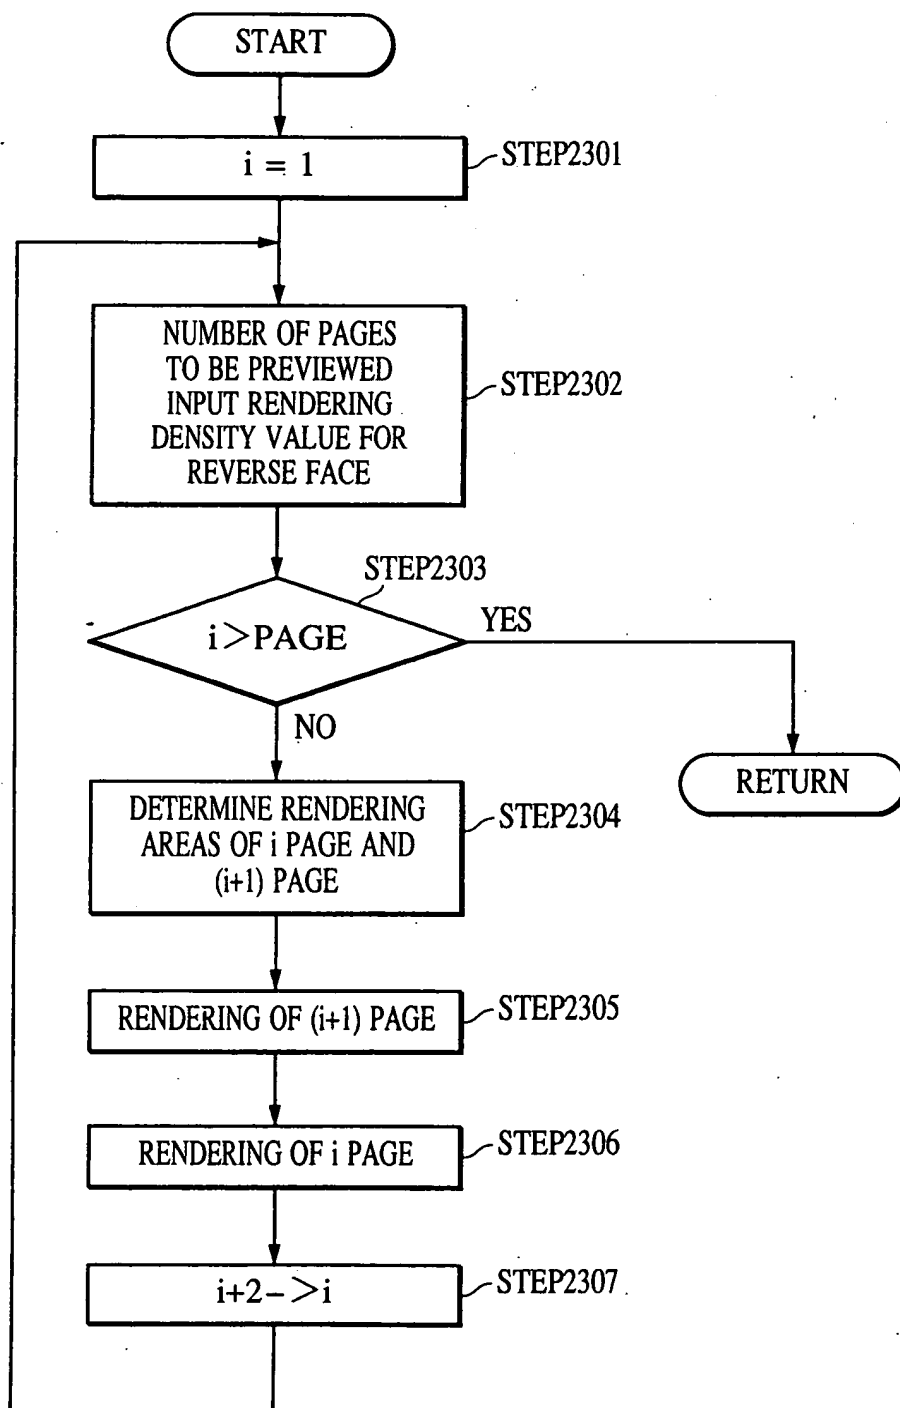 START
i = 1
STEP2301
NUMBER OF PAGES
TO BE PREVIEWED
INPUT RENDERING
DENSITY VALUE FOR
REVERSE FACE
STEP2302
STEP2303
i>PAGE
YES
NO
RETURN
DETERMINE RENDERING
AREAS OF i PAGE AND
(i+1) PAGE
STEP2304
RENDERING OF (i+1) PAGE
STEP2305
RENDERING OF i PAGE
STEP2306
i+2->i
STEP2307